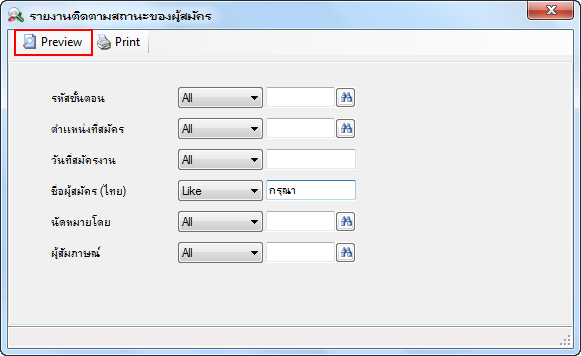 รายงานติดตามสถานะของผู้สมัคร
Preview Print
รหัสขั้นตอน All
ตำแหน่งที่สมัคร All
วันที่สมัครงาน All
ชื่อผู้สมัคร (ไทย) Like กรุณา
นัดหมายโดย All
ผู้สัมภาษณ์ All